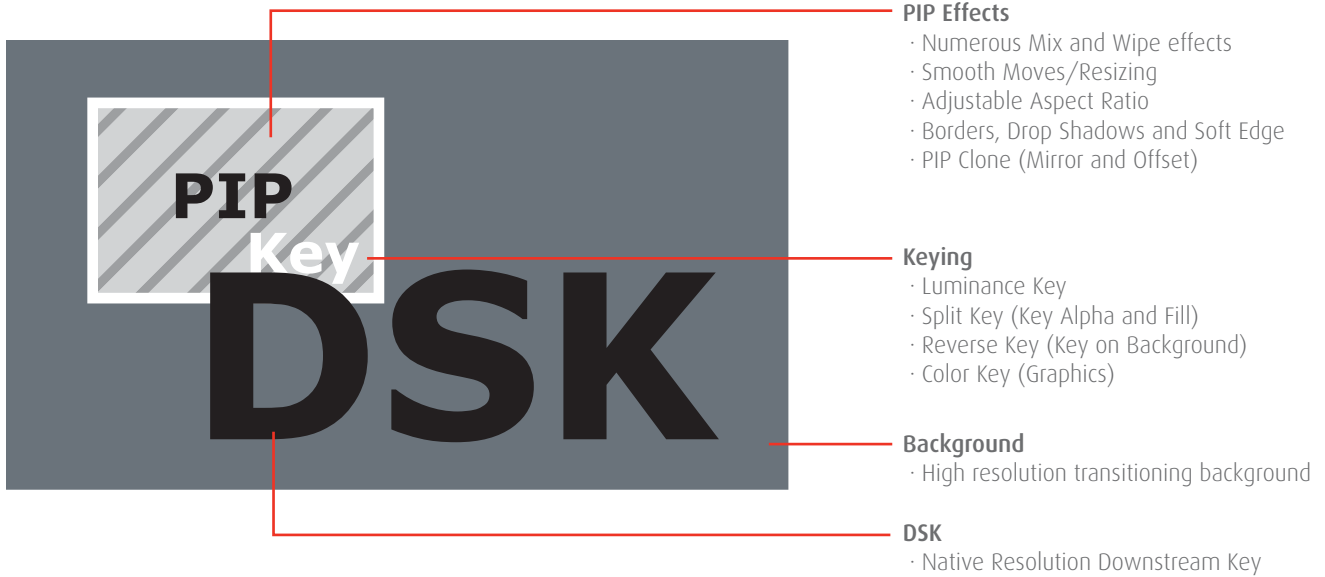 PIP Effects
· Numerous Mix and Wipe effects
· Smooth Moves/Resizing
· Adjustable Aspect Ratio
· Borders, Drop Shadows and Soft Edge
· PIP Clone (Mirror and Offset)
PIP
Key
DSK
Keying
· Luminance Key
· Split Key (Key Alpha and Fill)
· Reverse Key (Key on Background)
· Color Key (Graphics)
Background
· High resolution transitioning background
DSK
· Native Resolution Downstream Key